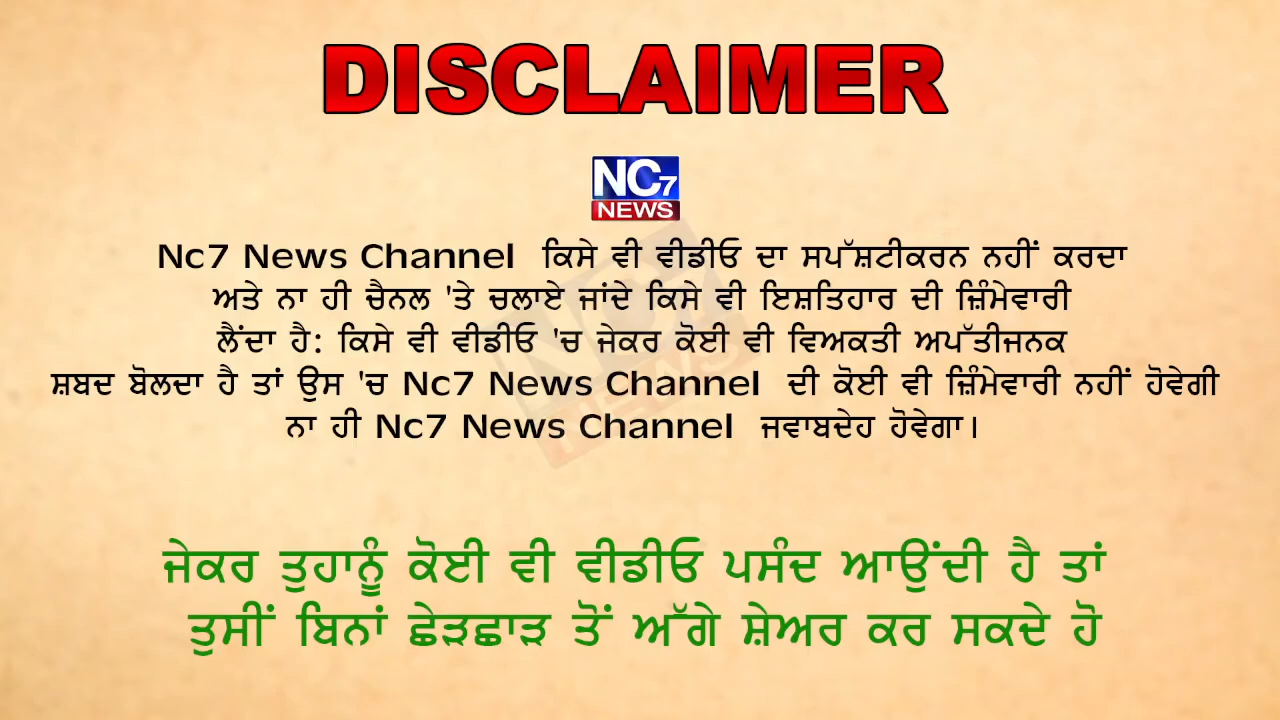 DISCLAIMER
NC7
NEWS
Nc7 News Channel ਕਿਸੇ ਵੀ ਵੀਡੀਓ ਦਾ ਸਪੱਸ਼ਟੀਕਰਨ ਨਹੀਂ ਕਰਦਾ
ਅਤੇ ਨਾ ਹੀ ਚੈਨਲ 'ਤੇ ਚਲਾਏ ਜਾਂਦੇ ਕਿਸੇ ਵੀ ਇਸ਼ਤਿਹਾਰ ਦੀ ਜ਼ਿੰਮੇਵਾਰੀ
ਲੈਂਦਾ ਹੈ: ਕਿਸੇ ਵੀ ਵੀਡੀਓ 'ਚ ਜੇਕਰ ਕੋਈ ਵੀ ਵਿਅਕਤੀ ਅਪੱਤੀਜਨਕ
ਸ਼ਬਦ ਬੋਲਦਾ ਹੈ ਤਾਂ ਉਸ 'ਚ Nc7 News Channel ਦੀ ਕੋਈ ਵੀ ਜ਼ਿੰਮੇਵਾਰੀ ਨਹੀਂ ਹੋਵੇਗੀ
ਨਾ ਹੀ Nc7 News Channel ਜਵਾਬਦੇਹ ਹੋਵੇਗਾ।
ਜੇਕਰ ਤੁਹਾਨੂੰ ਕੋਈ ਵੀ ਵੀਡੀਓ ਪਸੰਦ ਆਉਂਦੀ ਹੈ ਤਾਂ
ਤੁਸੀਂ ਬਿਨਾਂ ਛੇੜਛਾੜ ਤੋਂ ਅੱਗੇ ਸ਼ੇਅਰ ਕਰ ਸਕਦੇ ਹੋ